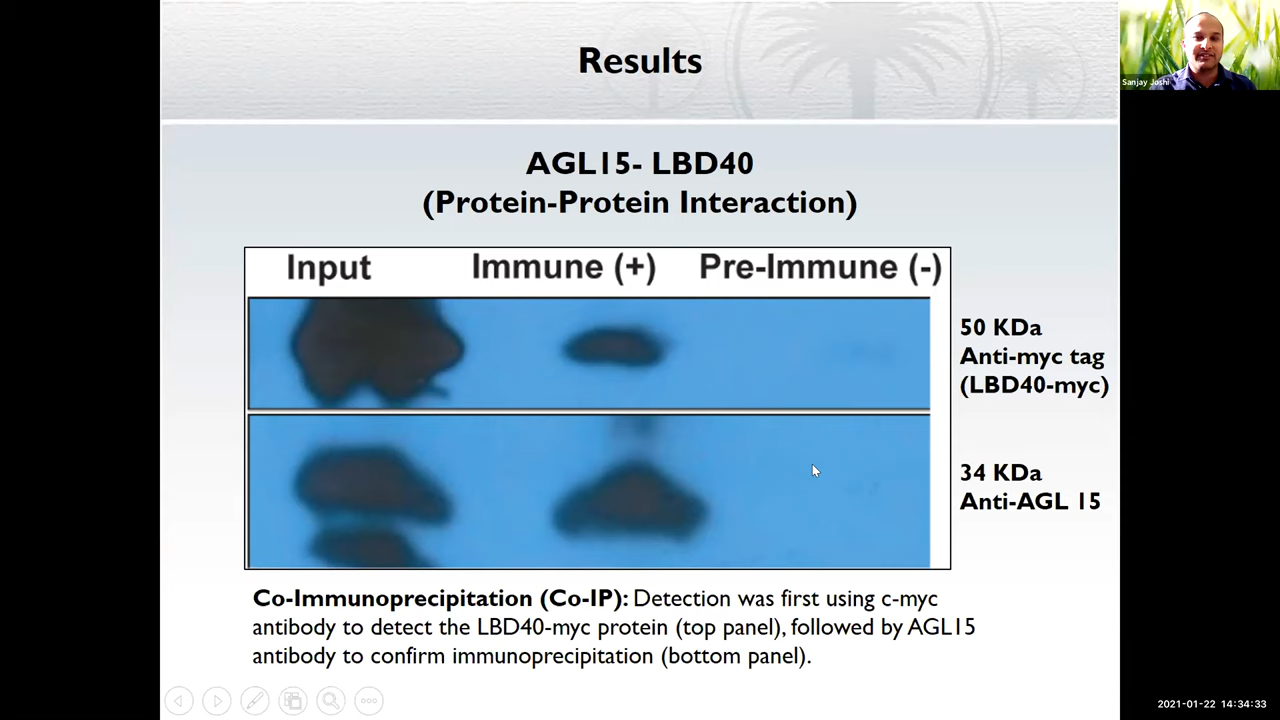 Results
Sanjay Joshi
AGL15- LBD40
(Protein-Protein Interaction)
Input Immune (+) Pre-Immune (-)
50 KDa
Anti-myc tag
(LBD40-myc)
34 KDa
Anti-AGL 15
Co-Immunoprecipitation (Co-IP): Detection was first using c-myc
antibody to detect the LBD40-myc protein (top panel), followed by AGL15
antibody to confirm immunoprecipitation (bottom panel).
2021-01-22 14:34:33